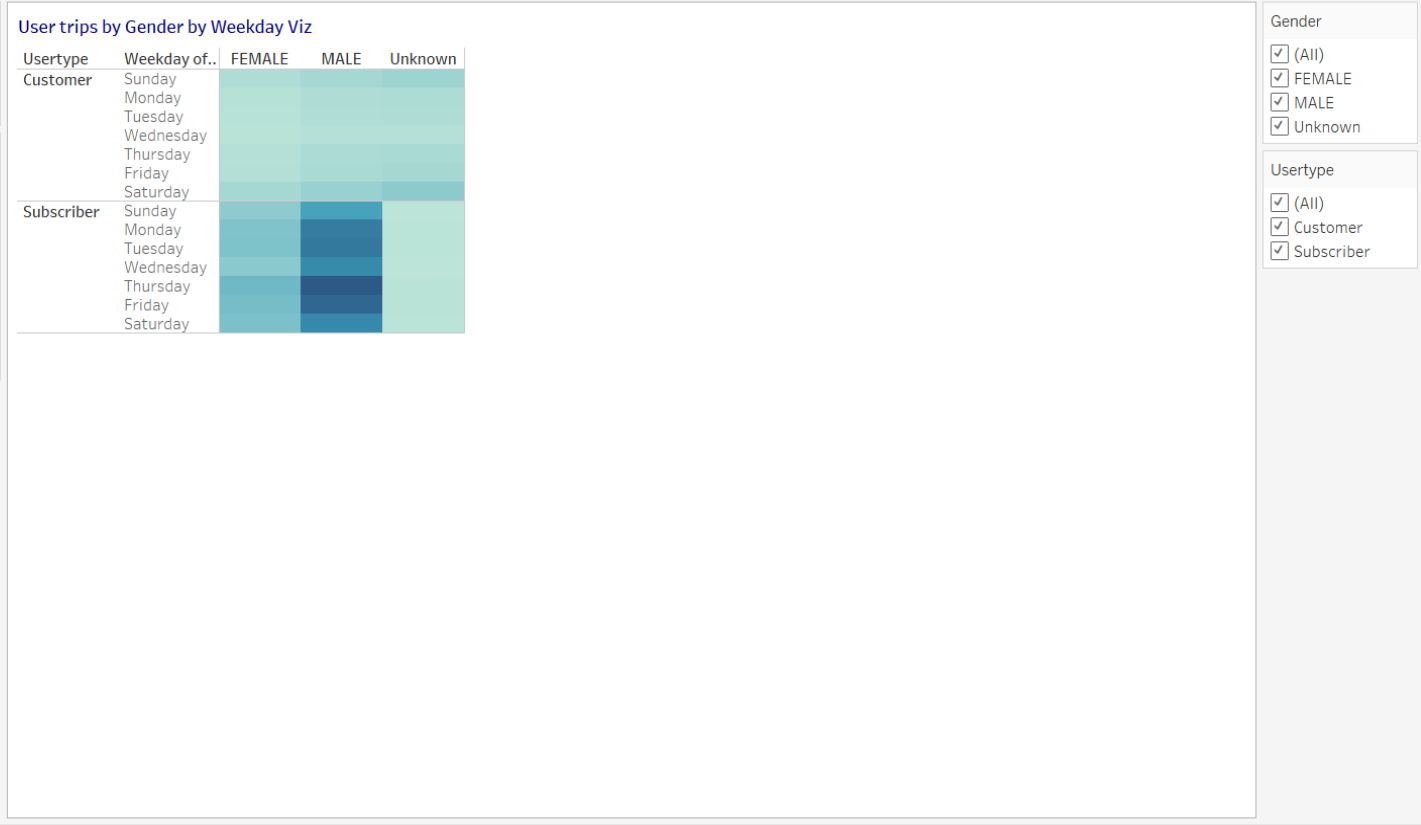 User trips by Gender by Weekday Viz
Usertype Weekday of.. FEMALE MALE Unknown
Customer Sunday
Monday
Tuesday
Wednesday
Thursday
Friday
Saturday
Subscriber Sunday
Monday
Tuesday
Wednesday
Thursday
Friday
Saturday
Gender
(All)
FEMALE
MALE
Unknown
Usertype
(All)
Customer
Subscriber